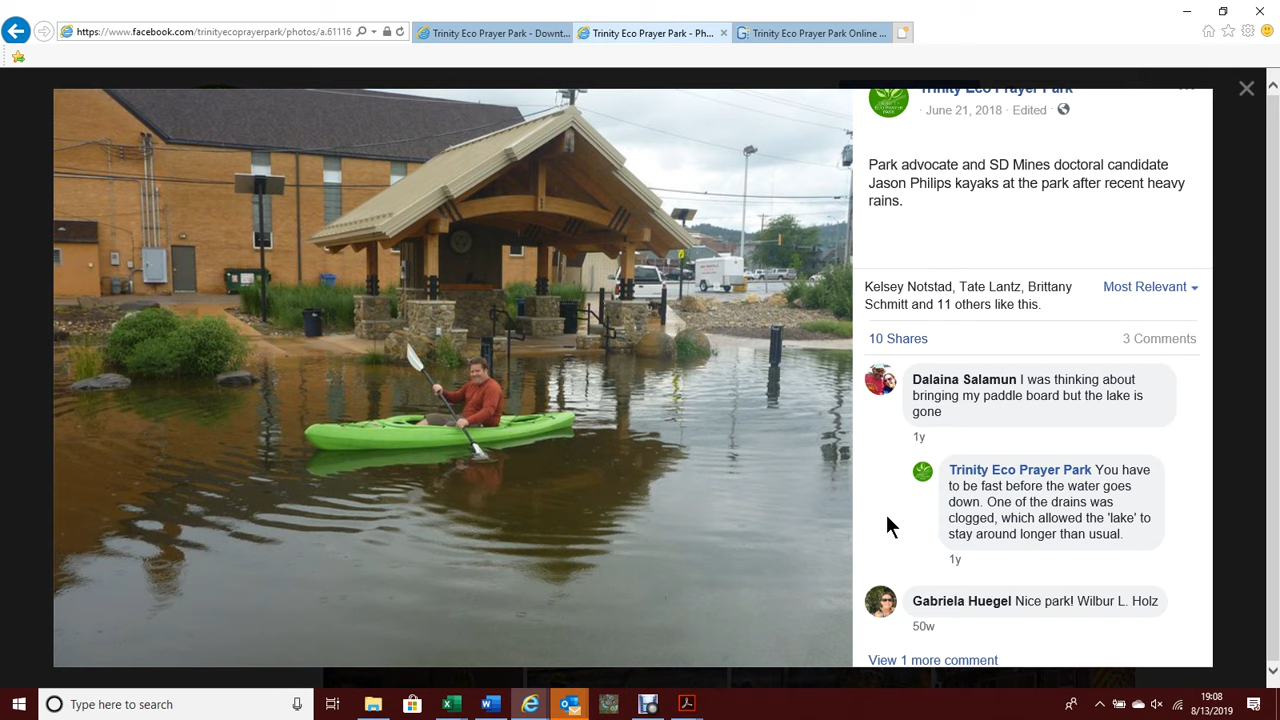 https://www.facebook.com/trinityecoprayerpark/photos/a.61116
Trinity Eco Prayer Park - Downt...
Trinity Eco Prayer Park - Ph...
Trinity Eco Prayer Park Online ...
Trinity Eco Prayer Park
June 21, 2018 · Edited ·
Park advocate and SD Mines doctoral candidate
Jason Philips kayaks at the park after recent heavy
rains.
Kelsey Notstad, Tate Lantz, Brittany
Schmitt and 11 others like this.
Most Relevant
10 Shares
3 Comments
Dalaina Salamun I was thinking about
bringing my paddle board but the lake is
gone
1y
Trinity Eco Prayer Park You have
to be fast before the water goes
down. One of the drains was
clogged, which allowed the 'lake' to
stay around longer than usual.
1y
Gabriela Huegel Nice park! Wilbur L. Holz
50w
View 1 more comment
Type here to search
19:08
8/13/2019